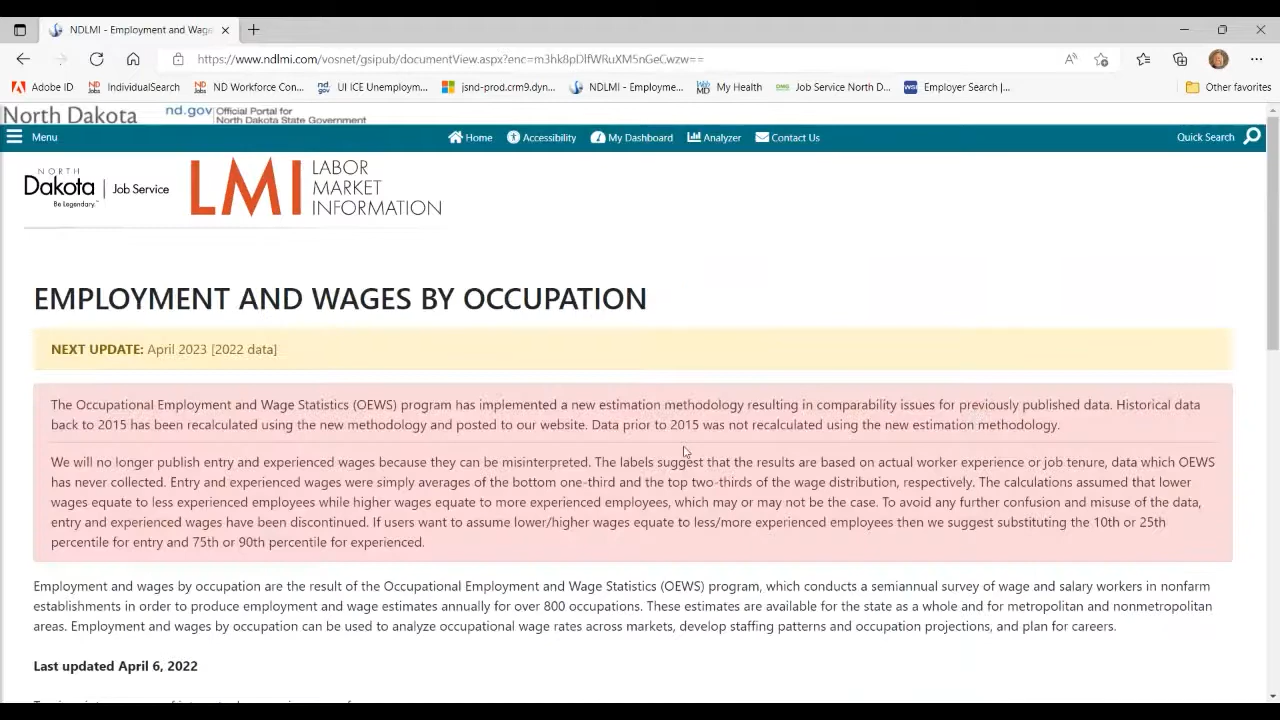 NDLMI - Employment and Wage
https://www.ndlmi.com/vosnet/gsipub/documentView.aspx?enc=m3hk8pDlfWRuXM5nGeCwzw==
Adobe ID
IndividualSearch
ND Workforce Con...
UI ICE Unemploym...
jsnd-prod.crm9.dyn...
NDLMI - Employme...
My Health
Job Service North D...
Employer Search |...
Other favorites
North Dakota
nd.gov
Official Portal for
North Dakota State Government
Menu
Home
Accessibility
My Dashboard
Analyzer
Contact Us
Quick Search
NORTH
Dakota
Be Legendary.™
Job Service
LMI
LABOR
MARKET
INFORMATION
EMPLOYMENT AND WAGES BY OCCUPATION
NEXT UPDATE: April 2023 [2022 data]
The Occupational Employment and Wage Statistics (OEWS) program has implemented a new estimation methodology resulting in comparability issues for previously published data. Historical data
back to 2015 has been recalculated using the new methodology and posted to our website. Data prior to 2015 was not recalculated using the new estimation methodology.
We will no longer publish entry and experienced wages because they can be misinterpreted. The labels suggest that the results are based on actual worker experience or job tenure, data which OEWS
has never collected. Entry and experienced wages were simply averages of the bottom one-third and the top two-thirds of the wage distribution, respectively. The calculations assumed that lower
wages equate to less experienced employees while higher wages equate to more experienced employees, which may or may not be the case. To avoid any further confusion and misuse of the data,
entry and experienced wages have been discontinued. If users want to assume lower/higher wages equate to less/more experienced employees then we suggest substituting the 10th or 25th
percentile for entry and 75th or 90th percentile for experienced.
Employment and wages by occupation are the result of the Occupational Employment and Wage Statistics (OEWS) program, which conducts a semiannual survey of wage and salary workers in nonfarm
establishments in order to produce employment and wage estimates annually for over 800 occupations. These estimates are available for the state as a whole and for metropolitan and nonmetropolitan
areas. Employment and wages by occupation can be used to analyze occupational wage rates across markets, develop staffing patterns and occupation projections, and plan for careers.
Last updated April 6, 2022